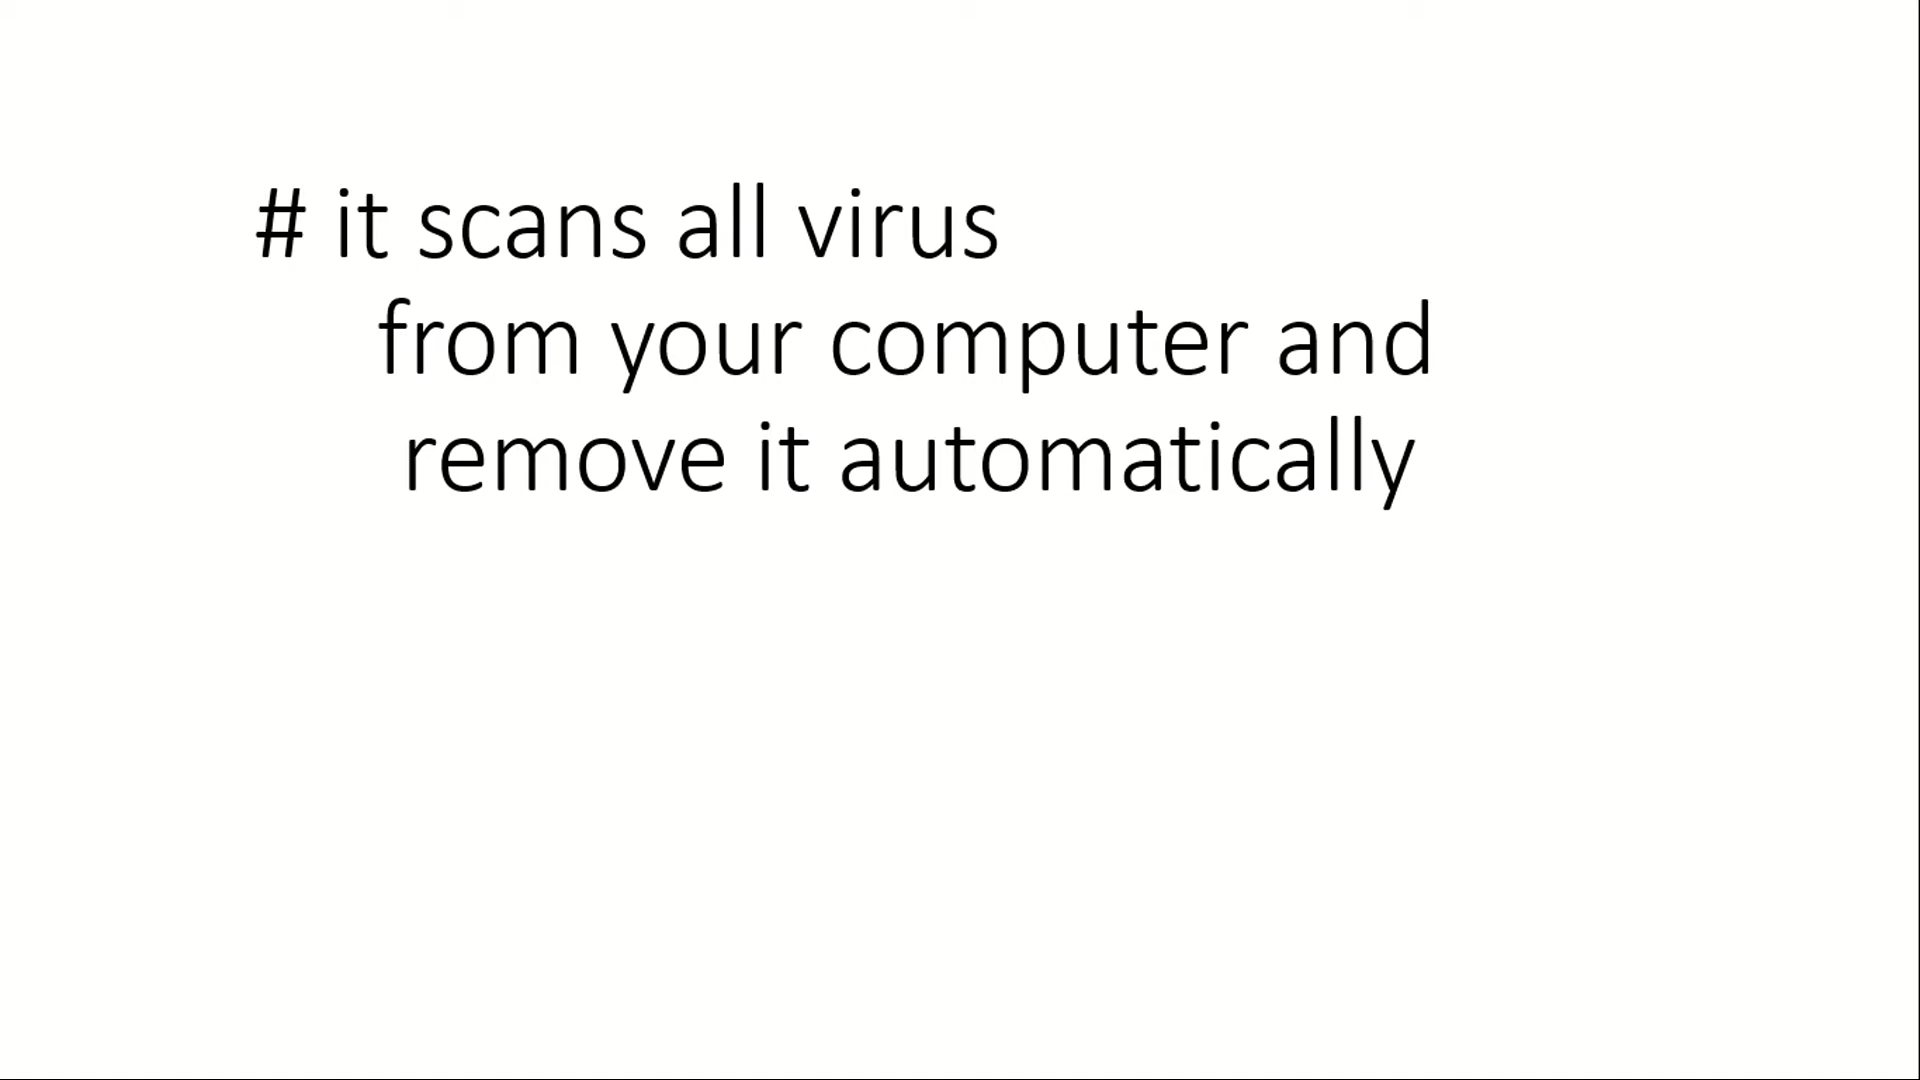 # it scans all virus
from your computer and
remove it automatically